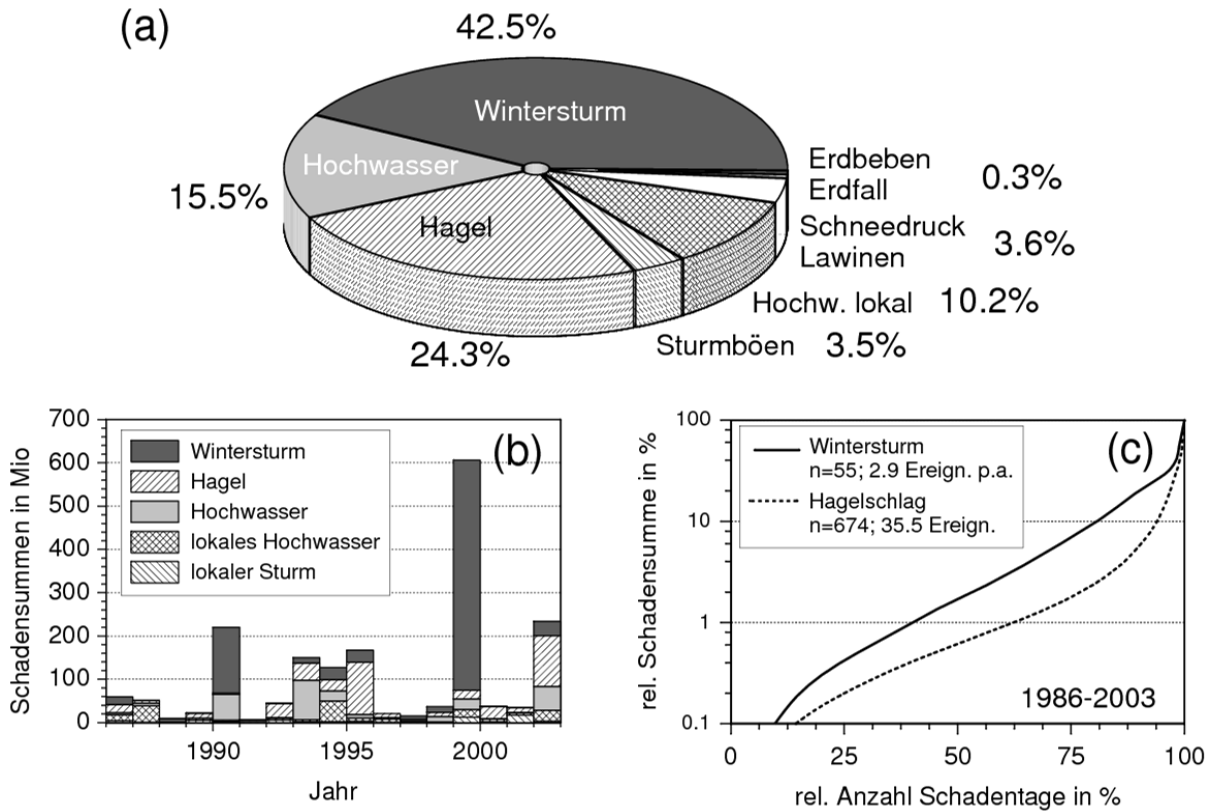 (a)
42.5%
Wintersturm
Hochwasser
15.5%
Hagel
24.3%
Erdbeben
Erdfall
0.3%
Schneedruck
Lawinen
3.6%
Hochw. lokal 10.2%
Sturmböen 3.5%
(b)
Schadensummen in Mio
700
600
500
400
300
200
100
0
Wintersturm
Hagel
Hochwasser
lokales Hochwasser
lokaler Sturm
1990 1995 2000
Jahr
(c)
rel. Schadensumme in %
100
10
1
0.1
Wintersturm
n=55; 2.9 Ereign. p.a.
Hagelschlag
n=674; 35.5 Ereign.
1986-2003
0 25 50 75 100
rel. Anzahl Schadentage in %